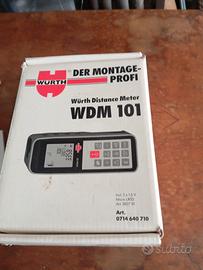 WÜRTH
DER MONTAGE-
PROFI
Würth Distance Meter
WDM 101
Art.
0714 640 710
Subito